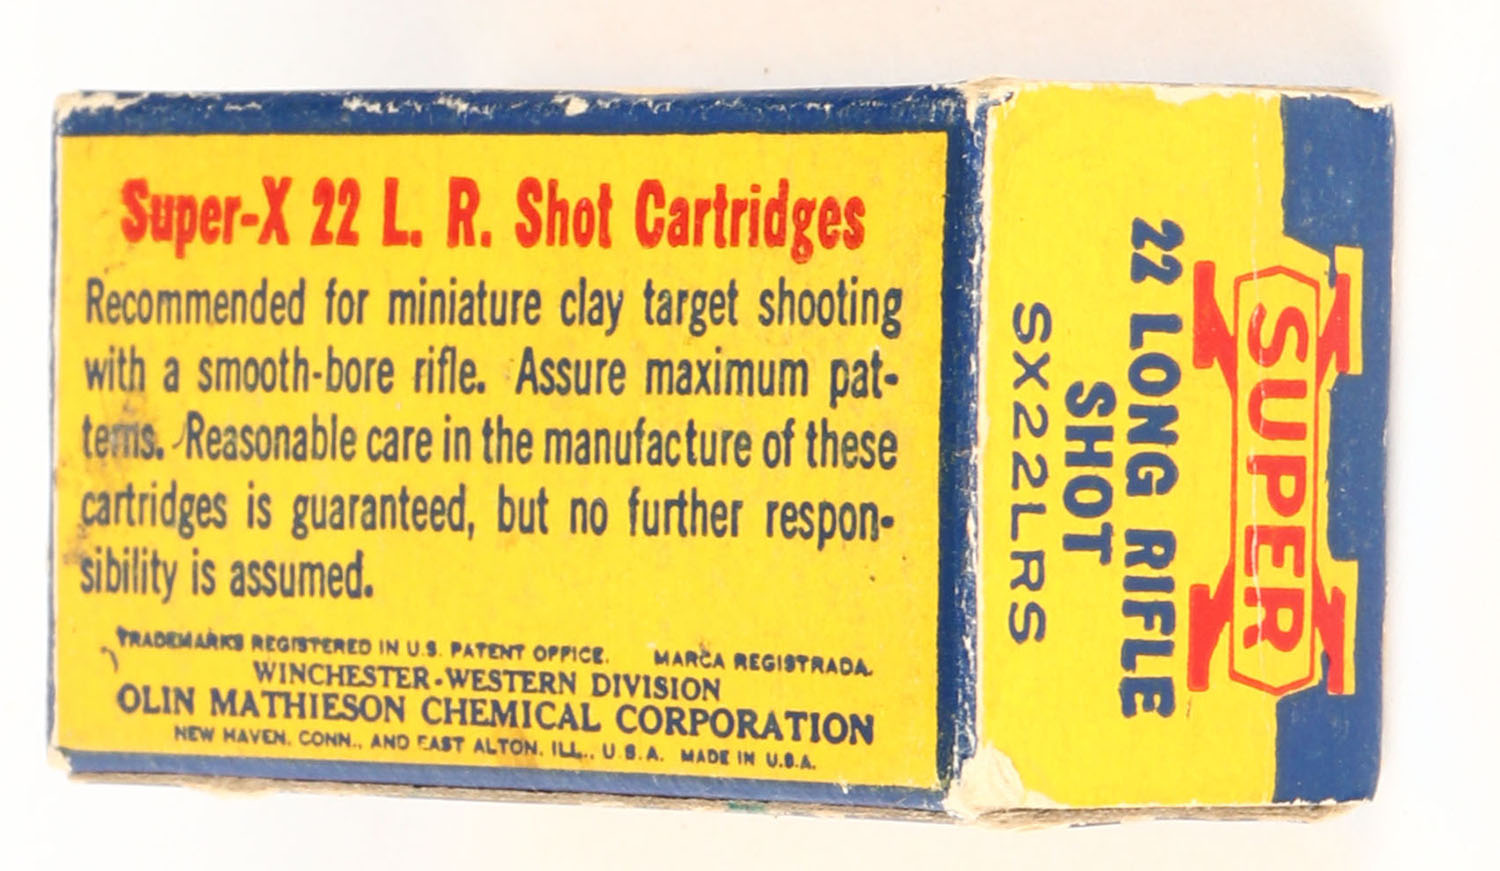 Super-X 22 L. R. Shot Cartridges
Recommended for miniature clay target shooting
with a smooth-bore rifle. Assure maximum pat-
terns. Reasonable care in the manufacture of these
cartridges is guaranteed, but no further respon-
sibility is assumed.
TRADEMARKS REGISTERED IN U.S. PATENT OFFICE. MARCA REGISTRADA.
WINCHESTER-WESTERN DIVISION
OLIN MATHIESON CHEMICAL CORPORATION
NEW HAVEN, CONN., AND EAST ALTON, ILL., U.S.A. MADE IN U.S.A.
SUPER X
22 LONG RIFLE
SHOT
SX22LRS